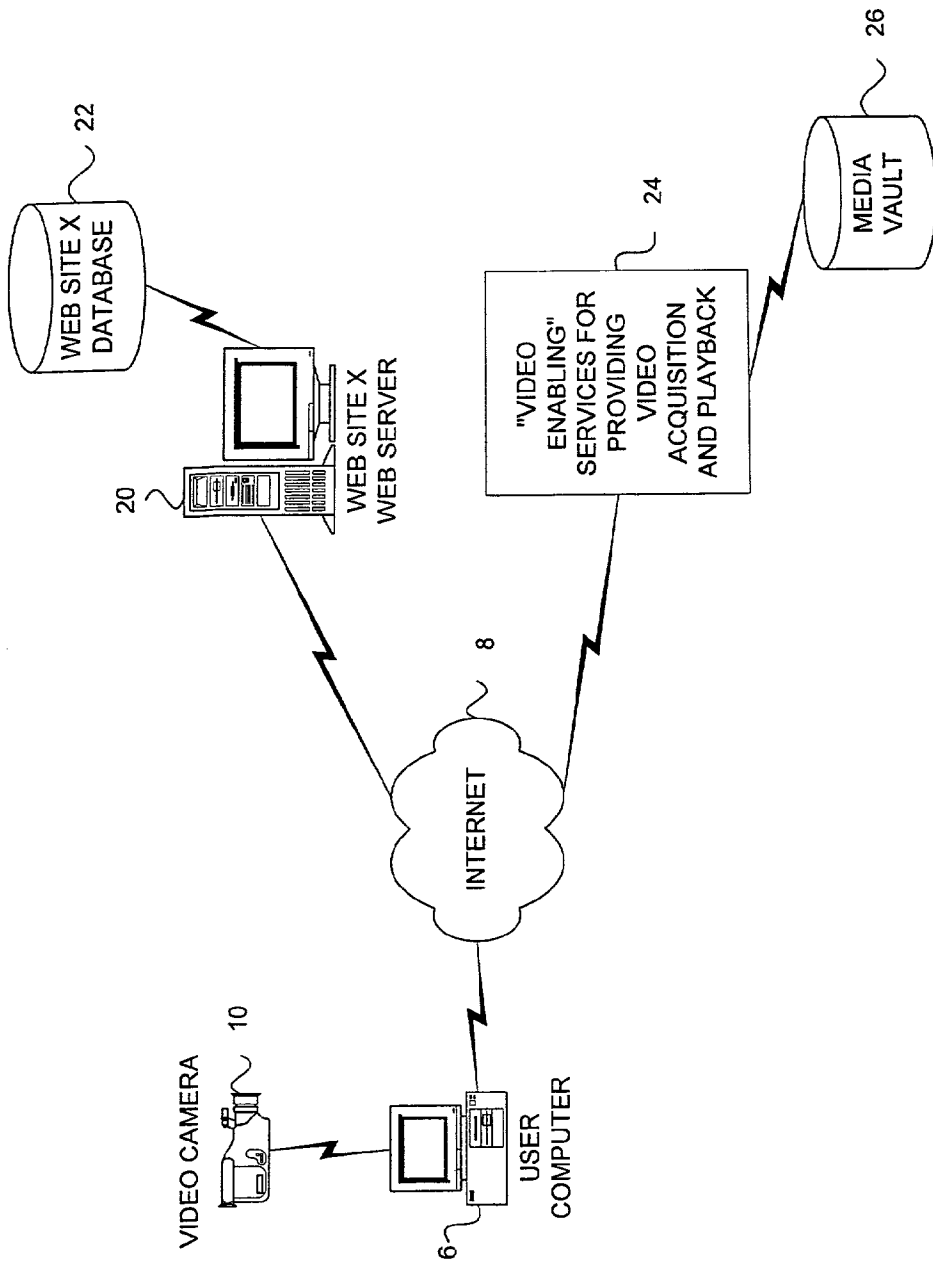 WEB SITE X
DATABASE
22
20
WEB SITE X
WEB SERVER
VIDEO CAMERA
10
INTERNET
8
"VIDEO
ENABLING"
SERVICES FOR
PROVIDING
VIDEO
ACQUISITION
AND PLAYBACK
24
6
USER
COMPUTER
MEDIA
VAULT
26